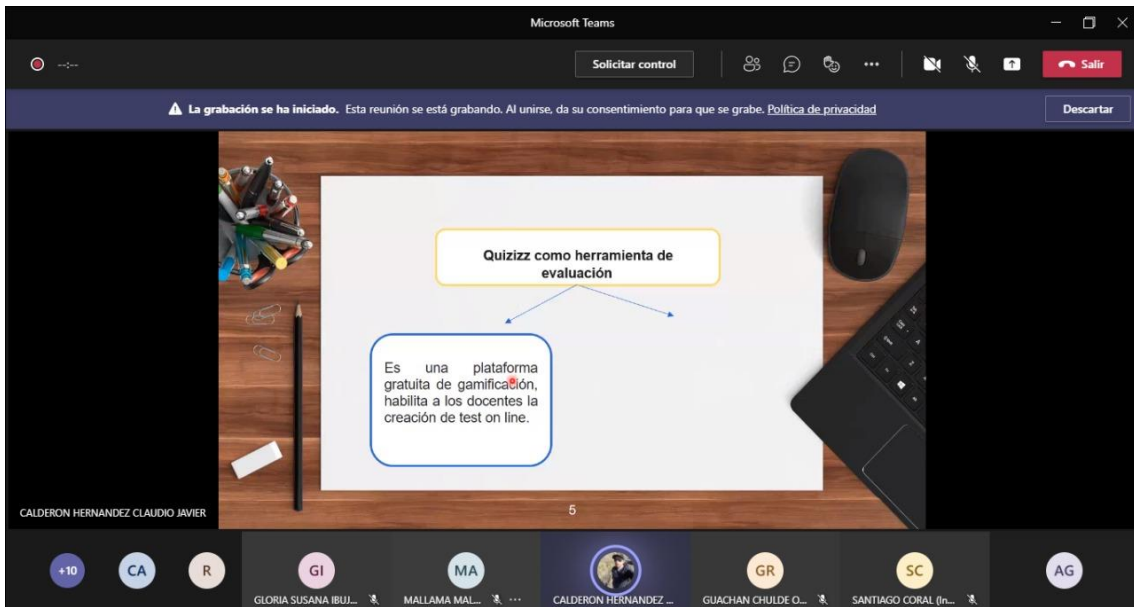 Microsoft Teams
--:--
Solicitar control
Salir
La grabación se ha iniciado. Esta reunión se está grabando. Al unirse, da su consentimiento para que se grabe. Política de privacidad
Descartar
Quizizz como herramienta de
evaluación
Es una plataforma
gratuita de gamificación,
habilita a los docentes la
creación de test on line.
5
CALDERON HERNANDEZ CLAUDIO JAVIER
+10
CA
R
GI
MA
GR
SC
AG
GLORIA SUSANA IBUJ...
MALLAMA MAL...
CALDERON HERNANDEZ ...
GUACHAN CHULDE O...
SANTIAGO CORAL (In...